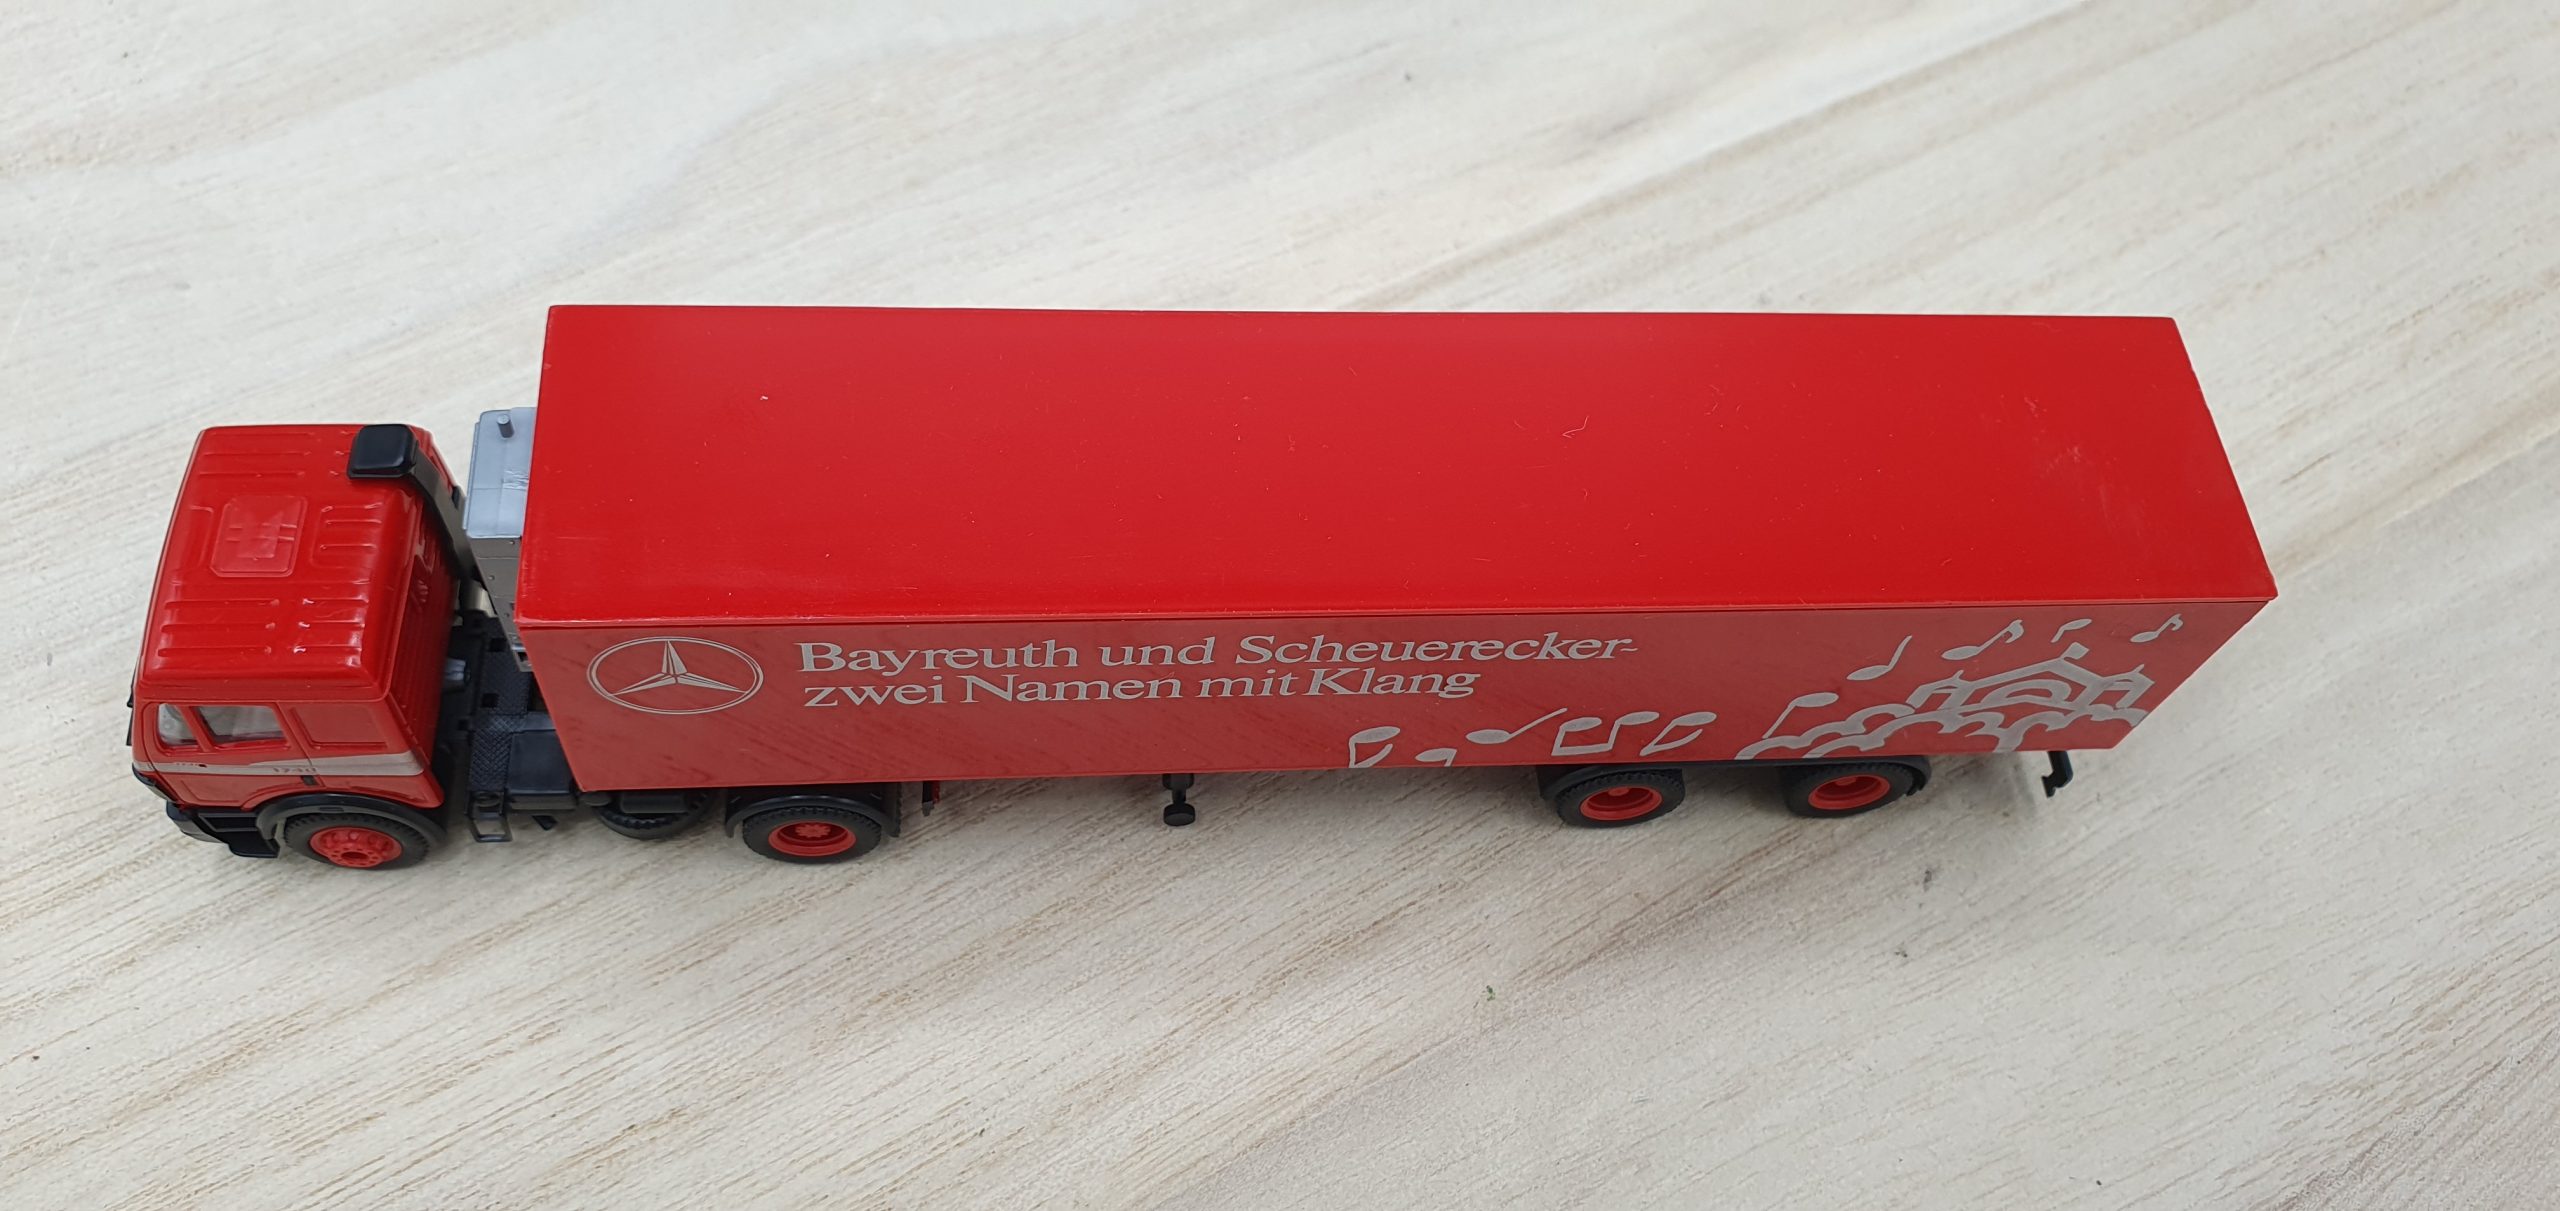 Bayreuth und Scheuerecker-
zwei Namen mit Klang